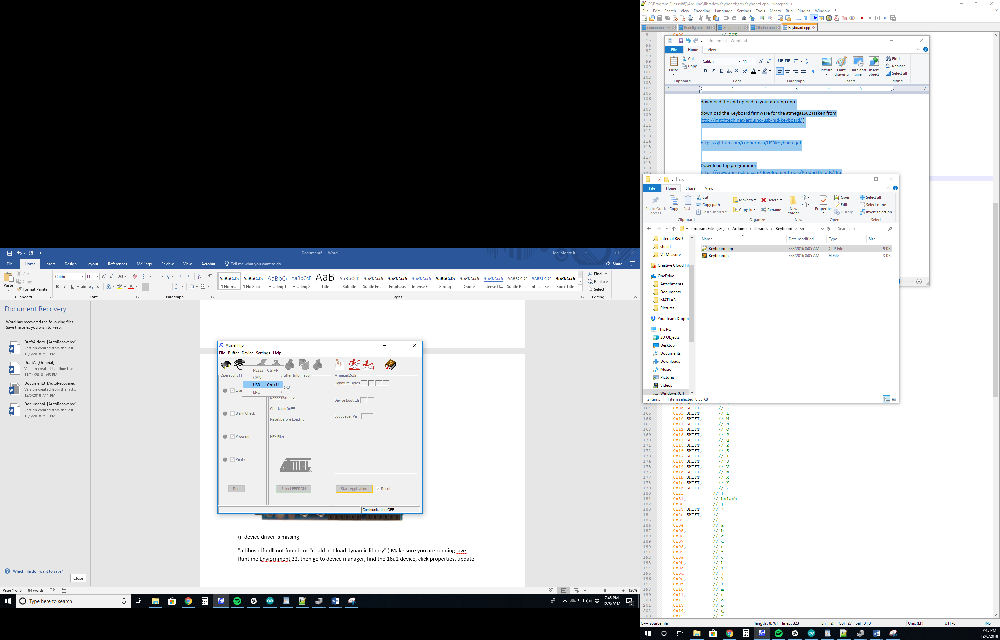 C:\Program Files (x86)\Arduino\libraries\Keyboard\src\Keyboard.cpp - Notepad++
File Edit Search View Encoding Language Settings Tools Macro Run Plugins Window ? X
component.mk Kconfig.projbuild Stepper.cpp Cthulhu.cpp Keyboard.cpp
94 0x00, // ACK
95
96
97
98
99
100
101
102
103
104
105
106
107
108
109
110
111
112
113
114
115
116
117
118
119
120
Document - WordPad
File Home View
Paste Cut Copy Calibri 11 Picture Paint drawing Date and time Insert object Find Replace Select all
Clipboard Font Paragraph Insert Editing
1 1 2 3 4 5 7
download file and upload to your arduino uno.
download the Keyboard firmware for the atmega16u2 (taken from
http://mitchtech.net/arduino-usb-hid-keyboard/ )
https://github.com/coopermaa/USBKeyboard.git
Download flip programmer
https://www.microchip.com/developmenttools/ProductDetails/flip
src
File Home Share View
Pin to Quick access Copy Paste Cut Copy path Paste shortcut Move to Copy to Delete Rename New folder Properties Open Edit History Select all Select none Invert selection
Clipboard Organize New Open Select
« Program Files (x86) > Arduino > libraries > Keyboard > src Search src
Name Date modified Type Size
Keyboard.cpp 3/8/2016 8:05 AM CPP File 9 KB
Keyboard.h 3/8/2016 8:05 AM H File 3 KB
Internal R&D
sheild
VetMeasure
Creative Cloud Fil
OneDrive
Attachments
Documents
MATLAB
Pictures
Your team Dropbo
This PC
3D Objects
Desktop
Documents
Downloads
Music
Pictures
Videos
Windows (C:)
2 items 1 item selected 8.55 KB
164 0x0e|SHIFT, // K
165 0x0f|SHIFT, // L
166 0x10|SHIFT, // M
167 0x11|SHIFT, // N
168 0x12|SHIFT, // O
169 0x13|SHIFT, // P
170 0x14|SHIFT, // Q
171 0x15|SHIFT, // R
172 0x16|SHIFT, // S
173 0x17|SHIFT, // T
174 0x18|SHIFT, // U
175 0x19|SHIFT, // V
176 0x1a|SHIFT, // W
177 0x1b|SHIFT, // X
178 0x1c|SHIFT, // Y
179 0x1d|SHIFT, // Z
180 0x2f, // [
181 0x31, // bslash
182 0x30, // ]
183 0x23|SHIFT, // ^
184 0x2d|SHIFT, // _
185 0x35, // `
186 0x04, // a
187 0x05, // b
188 0x06, // c
189 0x07, // d
190 0x08, // e
191 0x09, // f
192 0x0a, // g
193 0x0b, // h
194 0x0c, // i
195 0x0d, // j
196 0x0e, // k
197 0x0f, // l
198 0x10, // m
199 0x11, // n
200 0x12, // o
201 0x13, // p
202 0x14, // q
203 0x15, // r
C++ source file length : 8,761 lines : 323 Ln : 121 Col : 27 Sel : 0 | 0 Unix (LF) UTF-8 INS
7:45 PM
12/6/2018
Document6 - Word Joel Moritz Jr
File Home Insert Design Layout References Mailings Review View Acrobat Tell me what you want to do Share
Paste Cut Copy Format Painter Calibri 11
AaBbCcDc AaBbCcDc AaBbCc AaBbCcE AaB AaBbCcD AaBbCcDc AaBbCcDc AaBbCcDc AaBbCcDc AaBbCcDc AaBbCcDc AaBbCcDc AaBbCcDc AaBbCcDc
¶ Normal ¶ No Spac... Heading 1 Heading 2 Title Subtitle Subtle Em... Emphasis Intense E... Strong Quote Intense Q... Subtle Ref... Intense Re... Book Title
Find Replace Select
Clipboard Font Paragraph Styles Editing
Document Recovery
Word has recovered the following files.
Save the ones you wish to keep.
DraftA.docx [AutoRecovered]
Version created from the last...
12/6/2018 7:11 PM
DraftA [Original]
Version created last time the...
11/24/2018 1:43 PM
Document3 [AutoRecovered]
Version created from the last...
12/6/2018 7:11 PM
Document4 [AutoRecovered]
Version created from the last...
12/6/2018 7:11 PM
Which file do I want to save?
Close
Atmel Flip
File Buffer Device Settings Help
RS232 Ctrl+R
CAN
USB Ctrl+U
LPC
Operations Fl
Eras
Blank Check
Program
Verify
Run
uffer Information
2 KB
Range 0x0 - 0x0
Checksum 0xFF
Reset Before Loading
HEX File:
ATMEL
Select EEPROM
ATmega16U2
Signature Bytes
Device Boot Ids
Bootloader Ver.
Start Application Reset
Communication OFF
(if device driver is missing
"atlibusbdfu.dll not found" or "could not load dynamic library" ) Make sure you are running jave
Runtime Enviornment 32, then go to device manager, find the 16u2 device, click properties, update
Page 1 of 5 84 words 120%
Type here to search
7:45 PM
12/6/2018
5